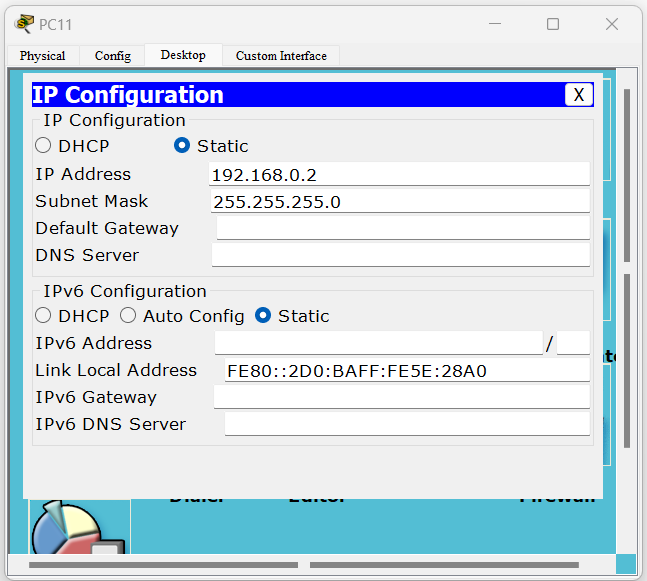 PC11
Physical Config Desktop Custom Interface
IP Configuration X
IP Configuration
DHCP Static
IP Address 192.168.0.2
Subnet Mask 255.255.255.0
Default Gateway
DNS Server
IPv6 Configuration
DHCP Auto Config Static
IPv6 Address /
Link Local Address FE80::2D0:BAFF:FE5E:28A0
IPv6 Gateway
IPv6 DNS Server
Dialer Editor Firewall